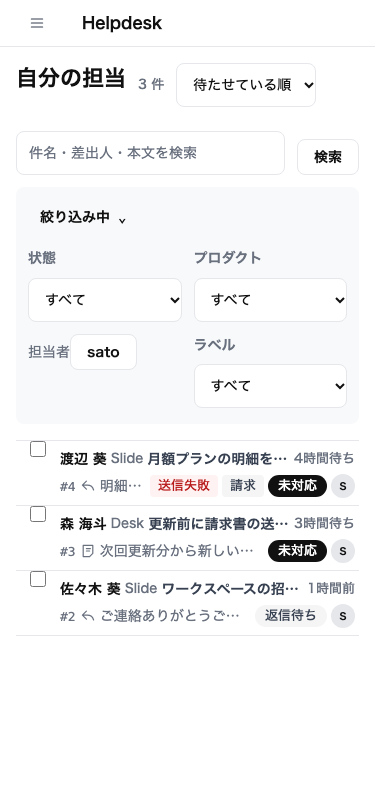 Helpdesk
自分の担当 3 件 待たせている順
件名・差出人・本文を検索 検索
絞り込み中
状態 プロダクト
すべて すべて
担当者 sato ラベル
すべて
渡辺 葵 Slide 月額プランの明細を… 4時間待ち
#4 明細… 送信失敗 請求 未対応 S
森 海斗 Desk 更新前に請求書の送… 3時間待ち
#3 次回更新分から新しい… 未対応 S
佐々木 葵 Slide ワークスペースの招… 1時間前
#2 ご連絡ありがとうご… 返信待ち S